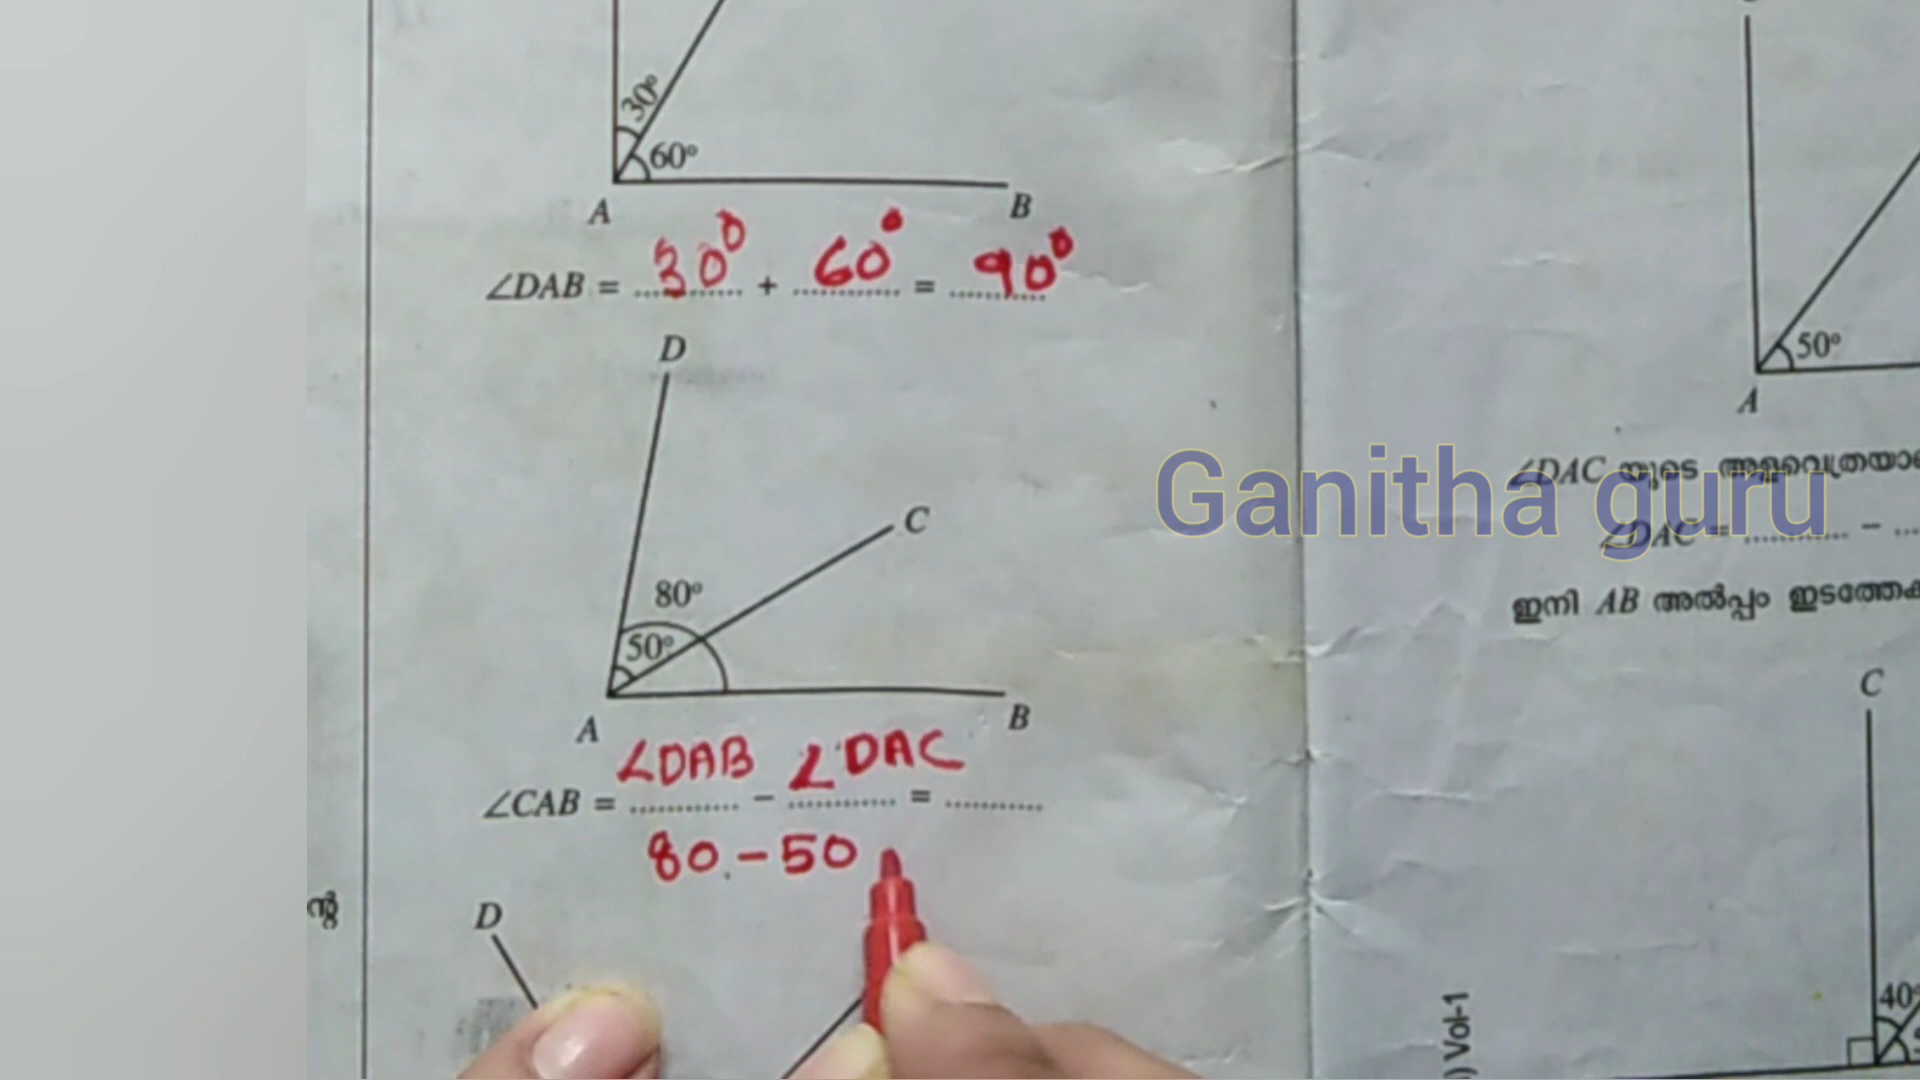 30°
60°
A
B
∠DAB = 30° + 60° = 90°
D
C
80°
50°
A
B
∠DAB ∠DAC
∠CAB = .......... − .......... = ..........
80 - 50
D
ന്റ
50°
A
∠DAC യുടെ
∠DAC = .......... −
Ganitha guru
ഇനി AB അൽപ്പം
C
40°
) Vol-1